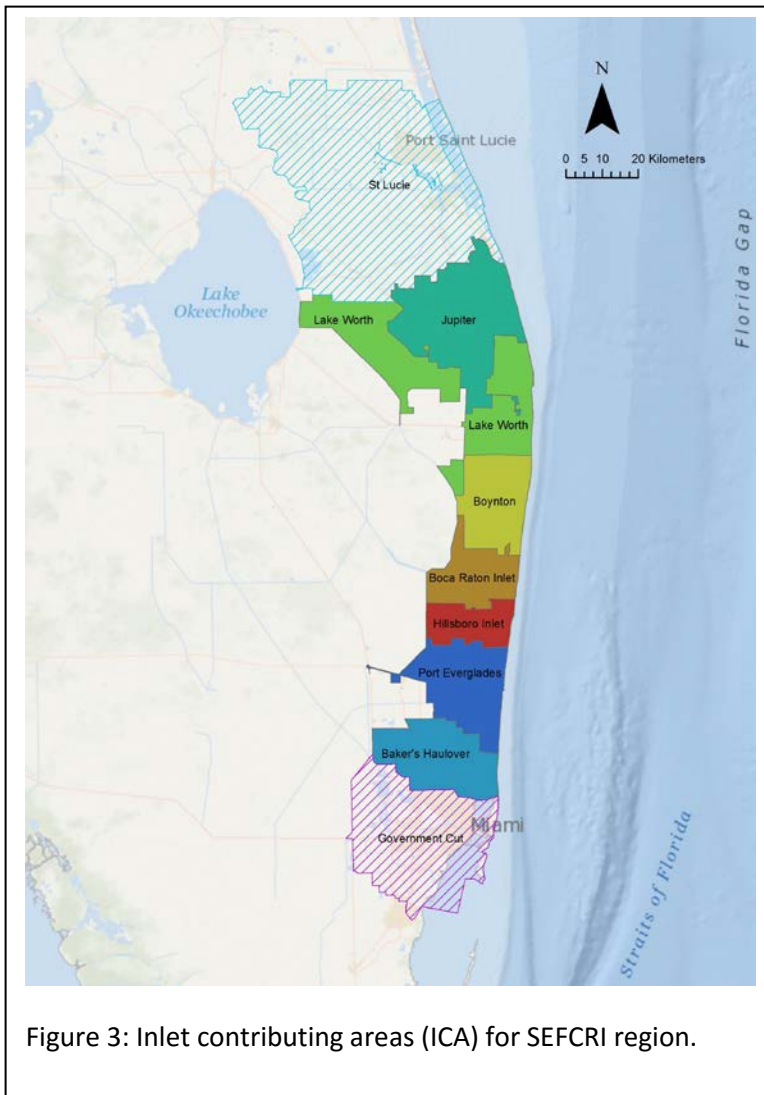 N
Port Saint Lucie
0 5 10 20 Kilometers
St Lucie
Florida Gap
Lake
Okeechobee
Lake Worth
Jupiter
Lake Worth
Boynton
Boca Raton Inlet
Hillsboro Inlet
Port Everglades
Baker's Haulover
Miami
Government Cut
Straits of Florida
Figure 3: Inlet contributing areas (ICA) for SEFCRI region.